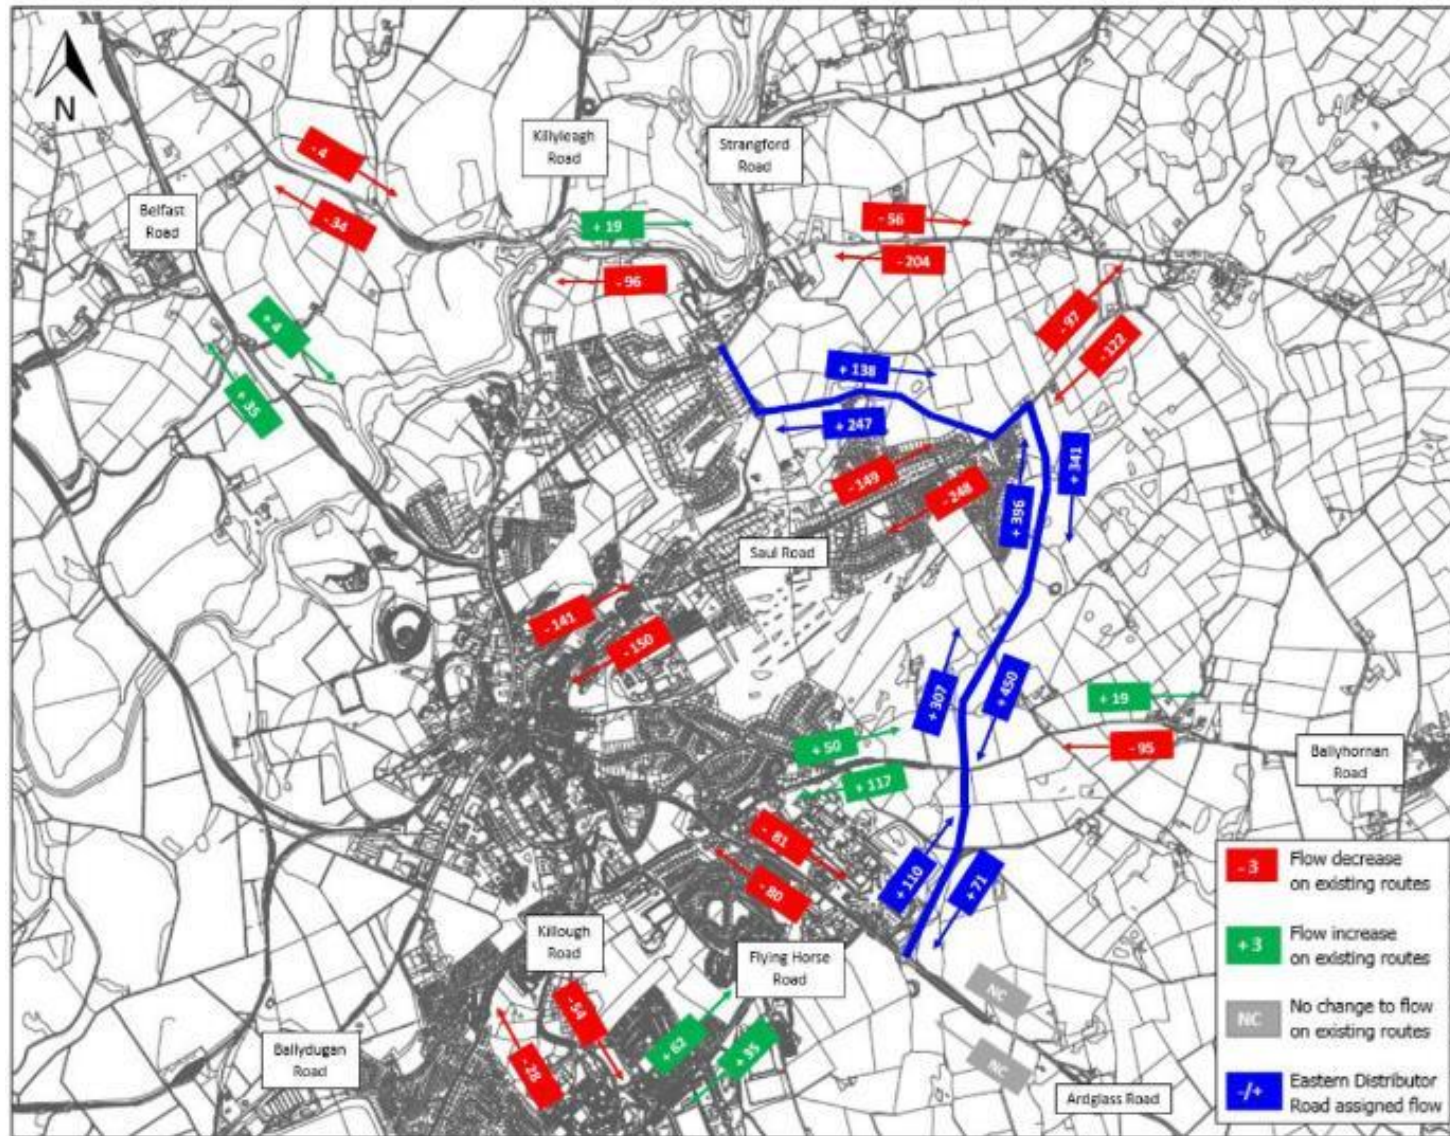 N
Killyleagh
Road
Strangford
Road
Belfast
Road
- 4
- 34
+ 19
- 96
- 56
- 204
- 97
- 122
+ 4
+ 35
+ 138
+ 247
- 149
- 248
+ 341
+ 396
Saul Road
- 141
- 150
+ 307
+ 450
+ 19
- 95
Ballyhornan
Road
+ 50
+ 117
- 81
- 80
+ 110
+ 71
Killough
Road
Flying Horse
Road
- 54
- 28
+ 62
+ 35
NC
NC
Ballydugan
Road
Ardglass Road
- 3
Flow decrease
on existing routes
+ 3
Flow increase
on existing routes
NC
No change to flow
on existing routes
-/+
Eastern Distributor
Road assigned flow